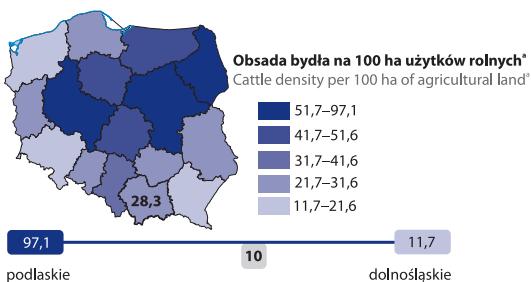 Obsada bydła na 100 ha użytków rolnychª
Cattle density per 100 ha of agricultural landª
51,7–97,1
41,7–51,6
31,7–41,6
21,7–31,6
11,7–21,6
28,3
97,1
11,7
10
podlaskie
dolnośląskie